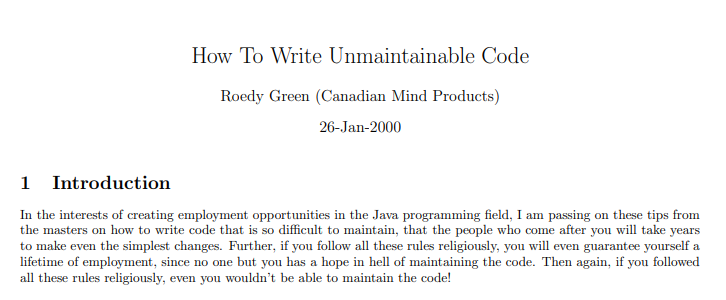 How To Write Unmaintainable Code
Roedy Green (Canadian Mind Products)
26-Jan-2000
1 Introduction
In the interests of creating employment opportunities in the Java programming field, I am passing on these tips from
the masters on how to write code that is so difficult to maintain, that the people who come after you will take years
to make even the simplest changes. Further, if you follow all these rules religiously, you will even guarantee yourself a
lifetime of employment, since no one but you has a hope in hell of maintaining the code. Then again, if you followed
all these rules religiously, even you wouldn't be able to maintain the code!